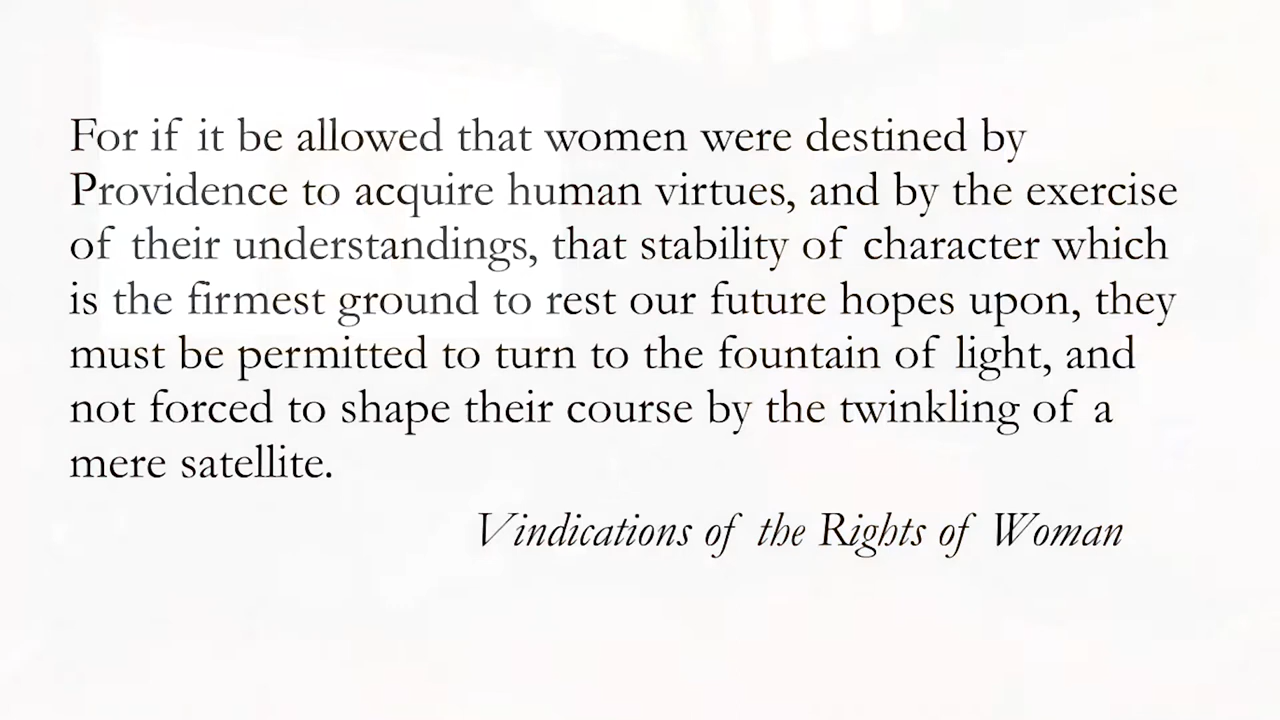 For if it be allowed that women were destined by
Providence to acquire human virtues, and by the exercise
of their understandings, that stability of character which
is the firmest ground to rest our future hopes upon, they
must be permitted to turn to the fountain of light, and
not forced to shape their course by the twinkling of a
mere satellite.
Vindications of the Rights of Woman